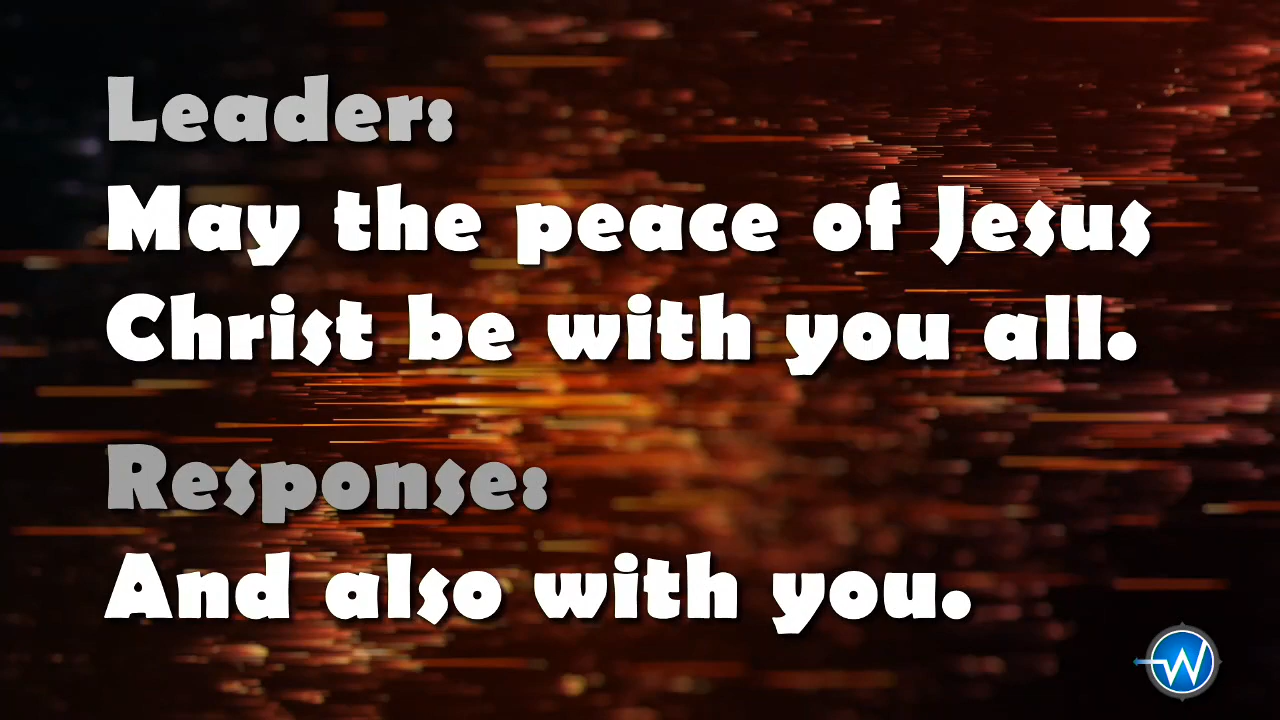 Leader:
May the peace of Jesus
Christ be with you all.
Response:
And also with you.
W